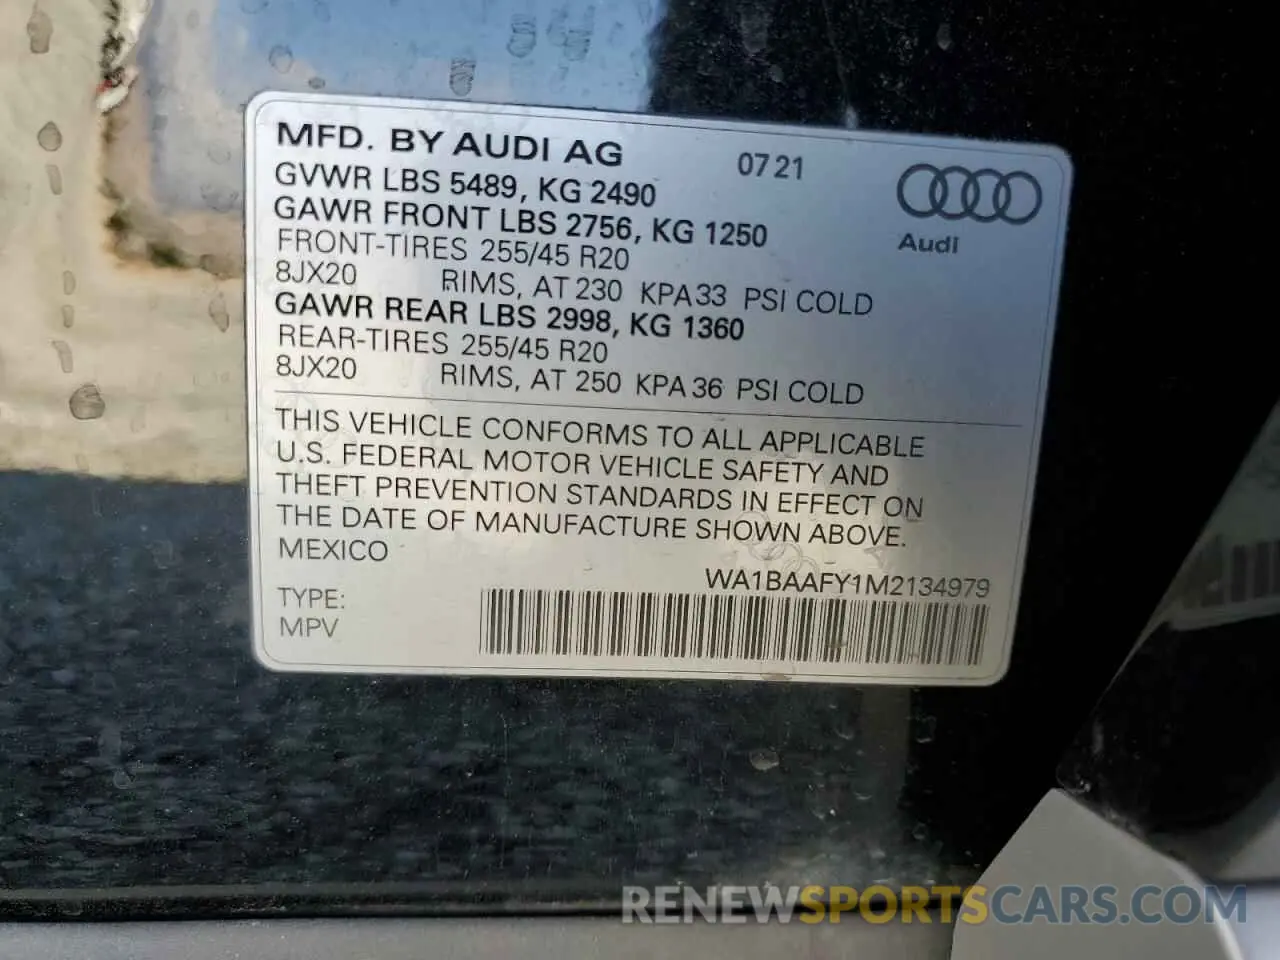 MFD. BY AUDI AG 07 21
GVWR LBS 5489, KG 2490
GAWR FRONT LBS 2756, KG 1250
Audi
FRONT-TIRES 255/45 R20
8JX20 RIMS, AT 230 KPA 33 PSI COLD
GAWR REAR LBS 2998, KG 1360
REAR-TIRES 255/45 R20
8JX20 RIMS, AT 250 KPA 36 PSI COLD
THIS VEHICLE CONFORMS TO ALL APPLICABLE
U.S. FEDERAL MOTOR VEHICLE SAFETY AND
THEFT PREVENTION STANDARDS IN EFFECT ON
THE DATE OF MANUFACTURE SHOWN ABOVE.
MEXICO
WA1BAAFY1M2134979
TYPE:
MPV
RENEWSPORTSCARS.COM